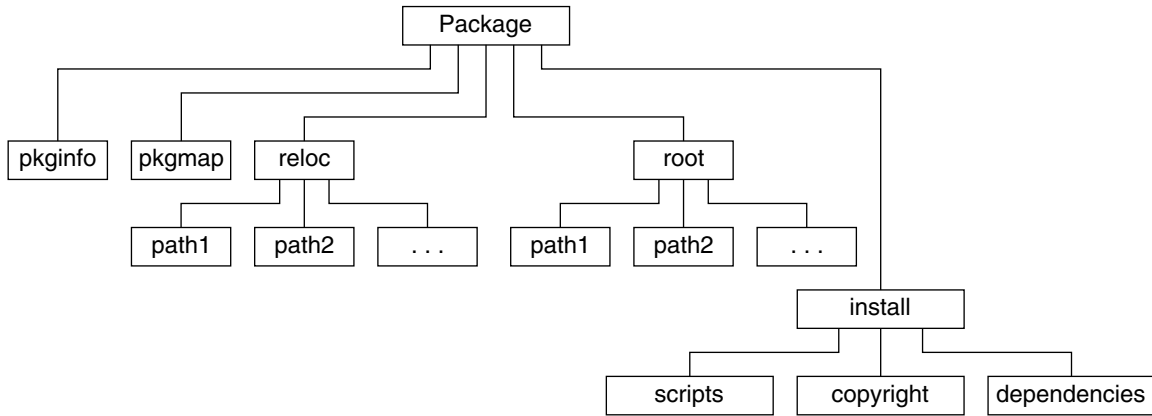 Package
pkginfo
pkgmap
reloc
root
path1
path2
. . .
path1
path2
. . .
install
scripts
copyright
dependencies